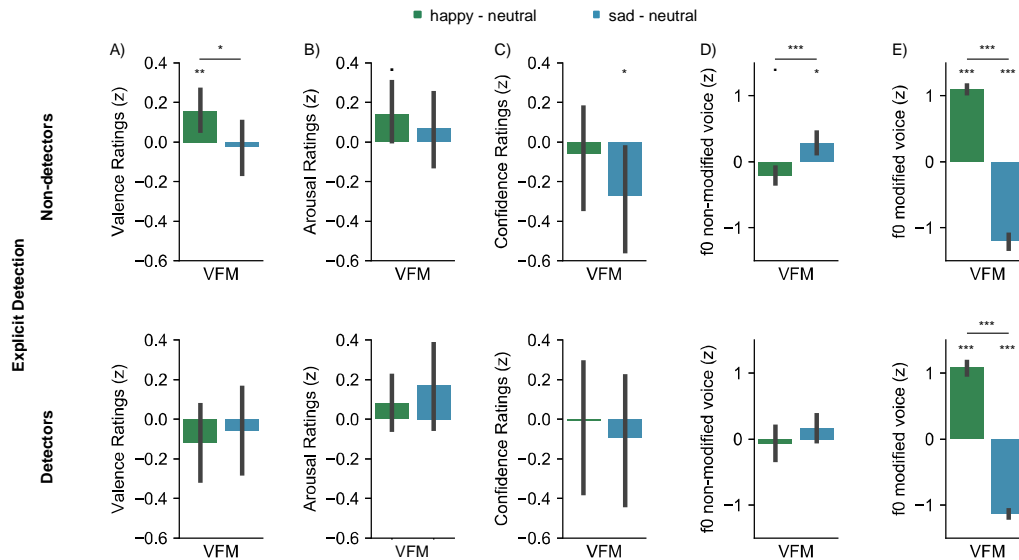 happy - neutral sad - neutral
A) B) C) D) E)
* *** ***
** . * . * *** ***
Explicit Detection
Non-detectors
Valence Ratings (z)
0.4
0.2
0.0
−0.2
−0.4
−0.6
VFM
Arousal Ratings (z)
0.4
0.2
0.0
−0.2
−0.4
−0.6
VFM
Confidence Ratings (z)
0.4
0.2
0.0
−0.2
−0.4
−0.6
VFM
f0 non-modified voice (z)
1
0
−1
VFM
f0 modified voice (z)
1
0
−1
VFM
Detectors
Valence Ratings (z)
0.4
0.2
0.0
−0.2
−0.4
−0.6
VFM
Arousal Ratings (z)
0.4
0.2
0.0
−0.2
−0.4
−0.6
VFM
Confidence Ratings (z)
0.4
0.2
0.0
−0.2
−0.4
−0.6
VFM
f0 non-modified voice (z)
1
0
−1
VFM
***
*** ***
f0 modified voice (z)
1
0
−1
VFM